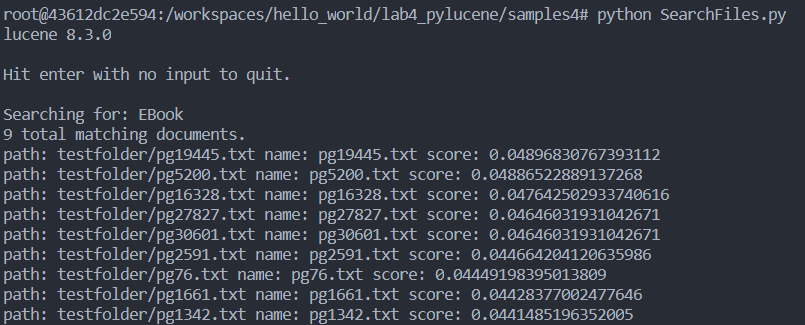 root@43612dc2e594:/workspaces/hello_world/lab4_pylucene/samples4# python SearchFiles.py
lucene 8.3.0
Hit enter with no input to quit.
Searching for: EBook
9 total matching documents.
path: testfolder/pg19445.txt name: pg19445.txt score: 0.04896830767393112
path: testfolder/pg5200.txt name: pg5200.txt score: 0.04886522889137268
path: testfolder/pg16328.txt name: pg16328.txt score: 0.047642502933740616
path: testfolder/pg27827.txt name: pg27827.txt score: 0.04646031931042671
path: testfolder/pg30601.txt name: pg30601.txt score: 0.04646031931042671
path: testfolder/pg2591.txt name: pg2591.txt score: 0.044664204120635986
path: testfolder/pg76.txt name: pg76.txt score: 0.04449198395013809
path: testfolder/pg1661.txt name: pg1661.txt score: 0.04428377002477646
path: testfolder/pg1342.txt name: pg1342.txt score: 0.0441485196352005